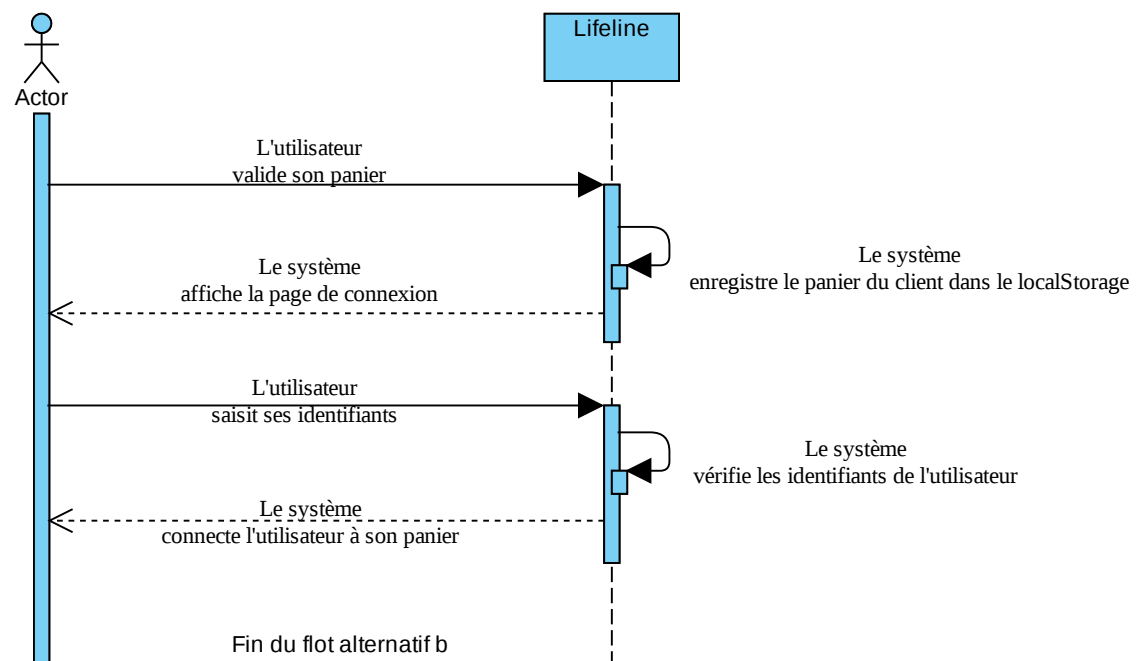 Lifeline
Actor
L'utilisateur
valide son panier
Le système
enregistre le panier du client dans le localStorage
Le système
affiche la page de connexion
L'utilisateur
saisit ses identifiants
Le système
vérifie les identifiants de l'utilisateur
Le système
connecte l'utilisateur à son panier
Fin du flot alternatif b